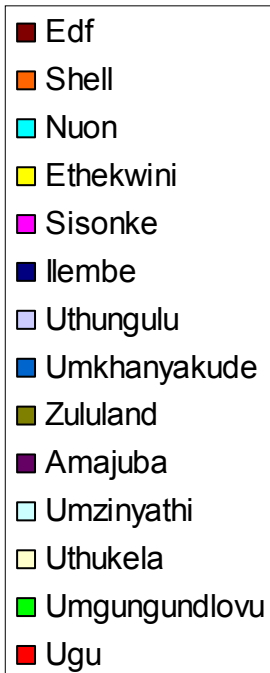 Edf
Shell
Nuon
Ethekwini
Sisonke
Ilembe
Uthungulu
Umkhanyakude
Zululand
Amajuba
Umzinyathi
Uthukela
Umgungundlovu
Ugu